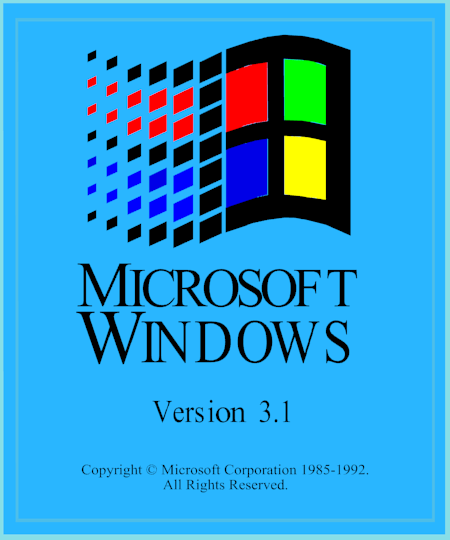 MICROSOFT
WINDOWS
Version 3.1
Copyright © Microsoft Corporation 1985-1992.
All Rights Reserved.